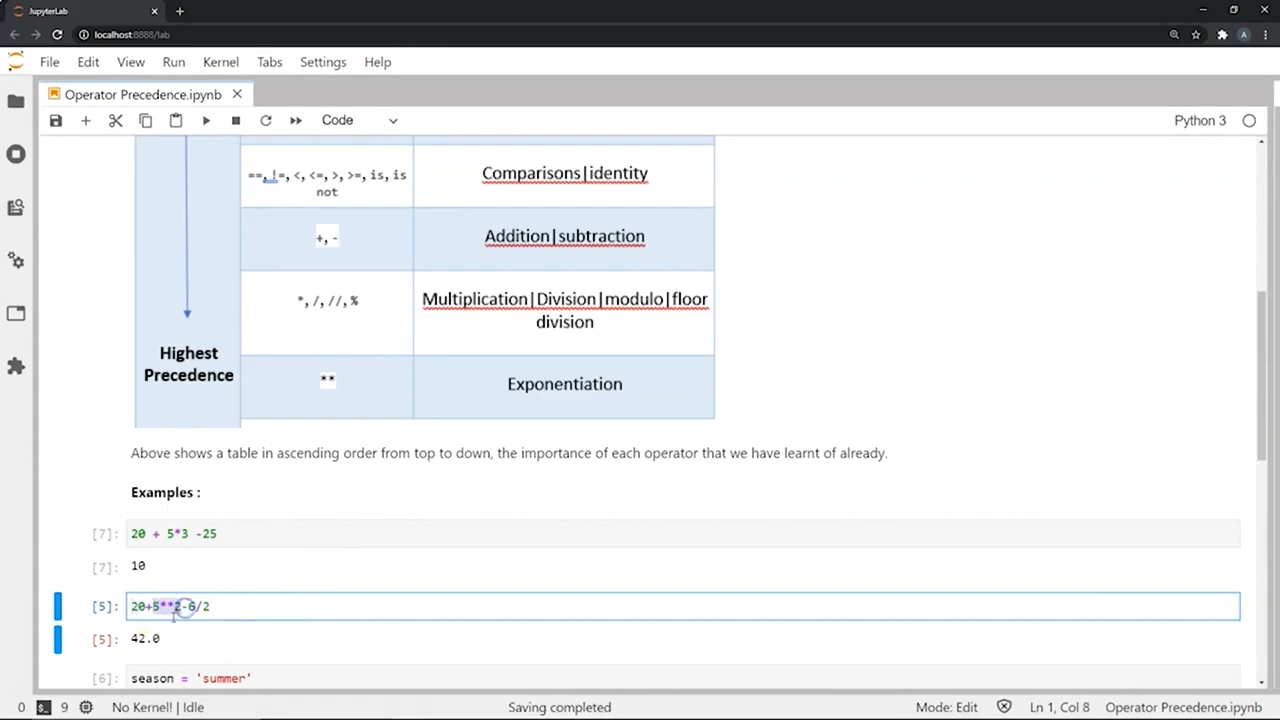 JupyterLab
localhost:8888/lab
A
File Edit View Run Kernel Tabs Settings Help
Operator Precedence.ipynb
Code
Python 3
==, !=, <, <=, >, >=, is, is
not
Comparisons|identity
+, -
Addition|subtraction
*, /, //, %
Multiplication|Division|modulo|floor
division
Highest
Precedence
**
Exponentiation
Above shows a table in ascending order from top to down, the importance of each operator that we have learnt of already.
Examples :
[7]: 20 + 5*3 -25
[7]: 10
[5]: 20+5**2-6/2
[5]: 42.0
[6]: season = 'summer'
0 9 No Kernel! | Idle Saving completed Mode: Edit Ln 1, Col 8 Operator Precedence.ipynb